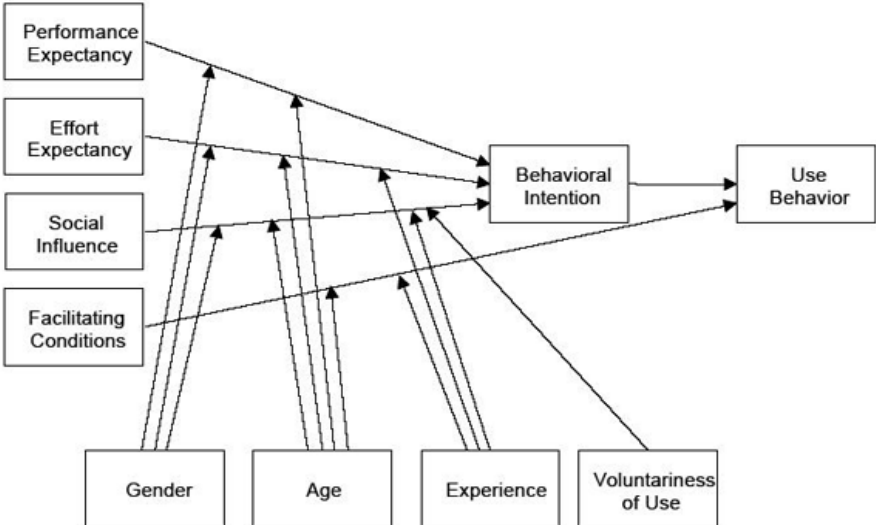 Performance
Expectancy
Effort
Expectancy
Social
Influence
Facilitating
Conditions
Behavioral
Intention
Use
Behavior
Gender
Age
Experience
Voluntariness
of Use